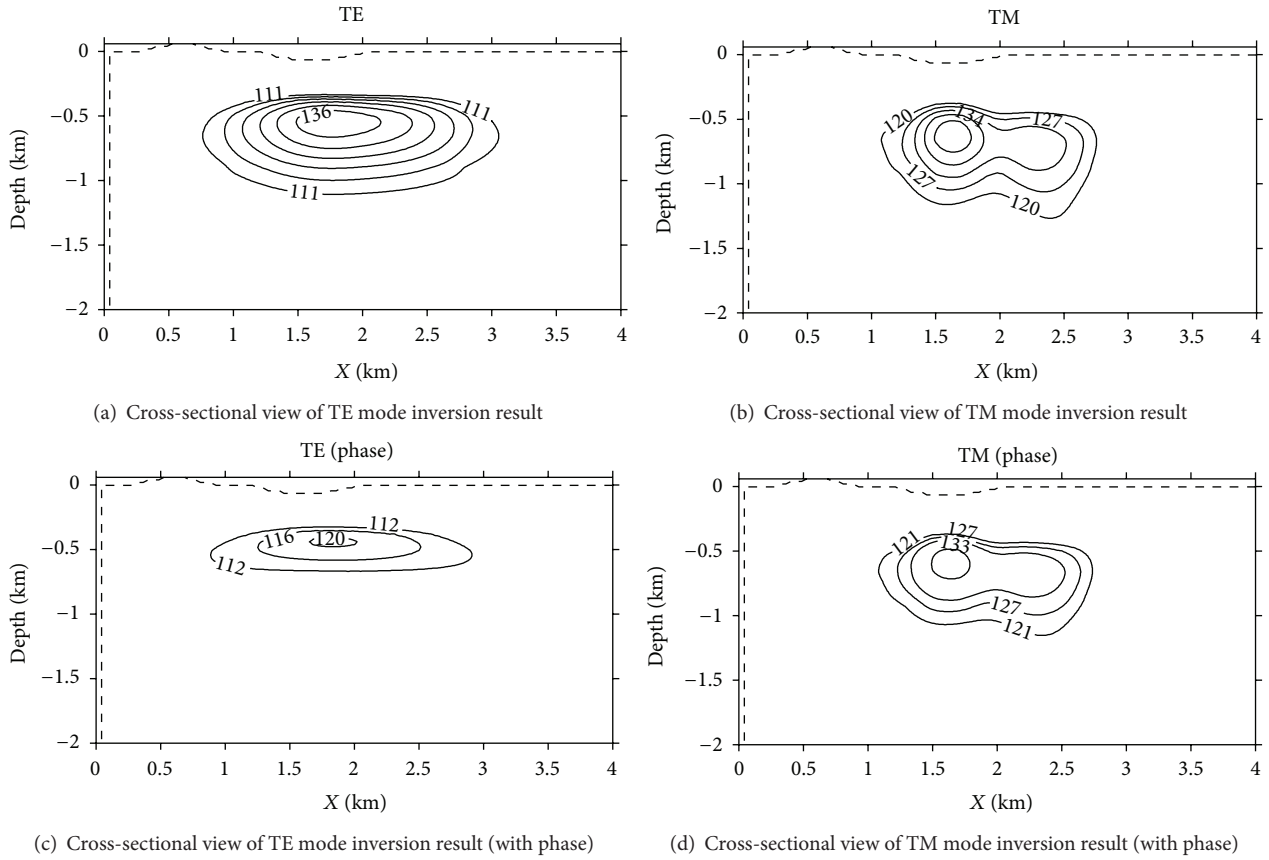 TE
0
−0.5
−1
−1.5
−2
Depth (km)
111
111
136
111
0 0.5 1 1.5 2 2.5 3 3.5 4
X (km)
(a) Cross-sectional view of TE mode inversion result
TM
0
−0.5
−1
−1.5
−2
Depth (km)
120
134
127
127
120
0 0.5 1 1.5 2 2.5 3 3.5 4
X (km)
(b) Cross-sectional view of TM mode inversion result
TE (phase)
0
−0.5
−1
−1.5
−2
Depth (km)
112
116
120
112
0 0.5 1 1.5 2 2.5 3 3.5 4
X (km)
(c) Cross-sectional view of TE mode inversion result (with phase)
TM (phase)
0
−0.5
−1
−1.5
−2
Depth (km)
127
121
133
127
121
0 0.5 1 1.5 2 2.5 3 3.5 4
X (km)
(d) Cross-sectional view of TM mode inversion result (with phase)